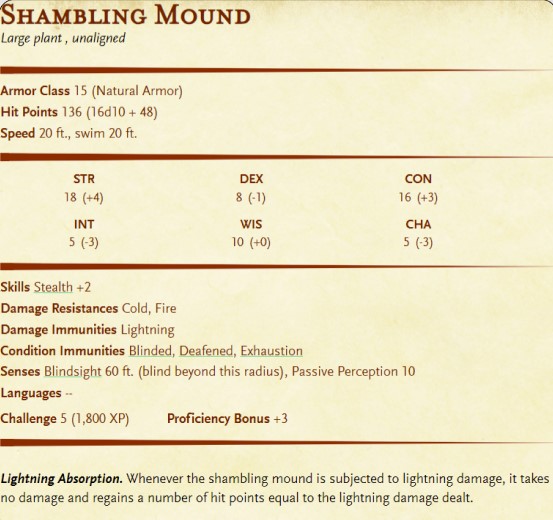 Shambling Mound
Large plant , unaligned
Armor Class 15 (Natural Armor)
Hit Points 136 (16d10 + 48)
Speed 20 ft., swim 20 ft.
STR DEX CON
18 (+4) 8 (-1) 16 (+3)
INT WIS CHA
5 (-3) 10 (+0) 5 (-3)
Skills Stealth +2
Damage Resistances Cold, Fire
Damage Immunities Lightning
Condition Immunities Blinded, Deafened, Exhaustion
Senses Blindsight 60 ft. (blind beyond this radius), Passive Perception 10
Languages --
Challenge 5 (1,800 XP) Proficiency Bonus +3
Lightning Absorption. Whenever the shambling mound is subjected to lightning damage, it takes
no damage and regains a number of hit points equal to the lightning damage dealt.